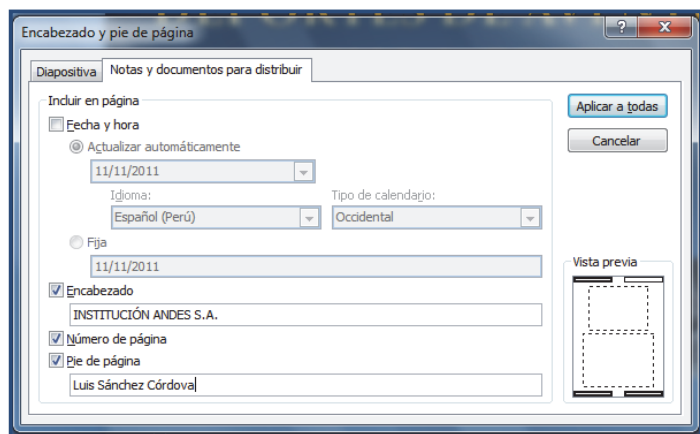 Encabezado y pie de página
Diapositiva Notas y documentos para distribuir
Incluir en página
Fecha y hora
Actualizar automáticamente
11/11/2011
Idioma: Tipo de calendario:
Español (Perú) Occidental
Fija
11/11/2011
Encabezado
INSTITUCIÓN ANDES S.A.
Número de página
Pie de página
Luis Sánchez Córdova
Aplicar a todas
Cancelar
Vista previa